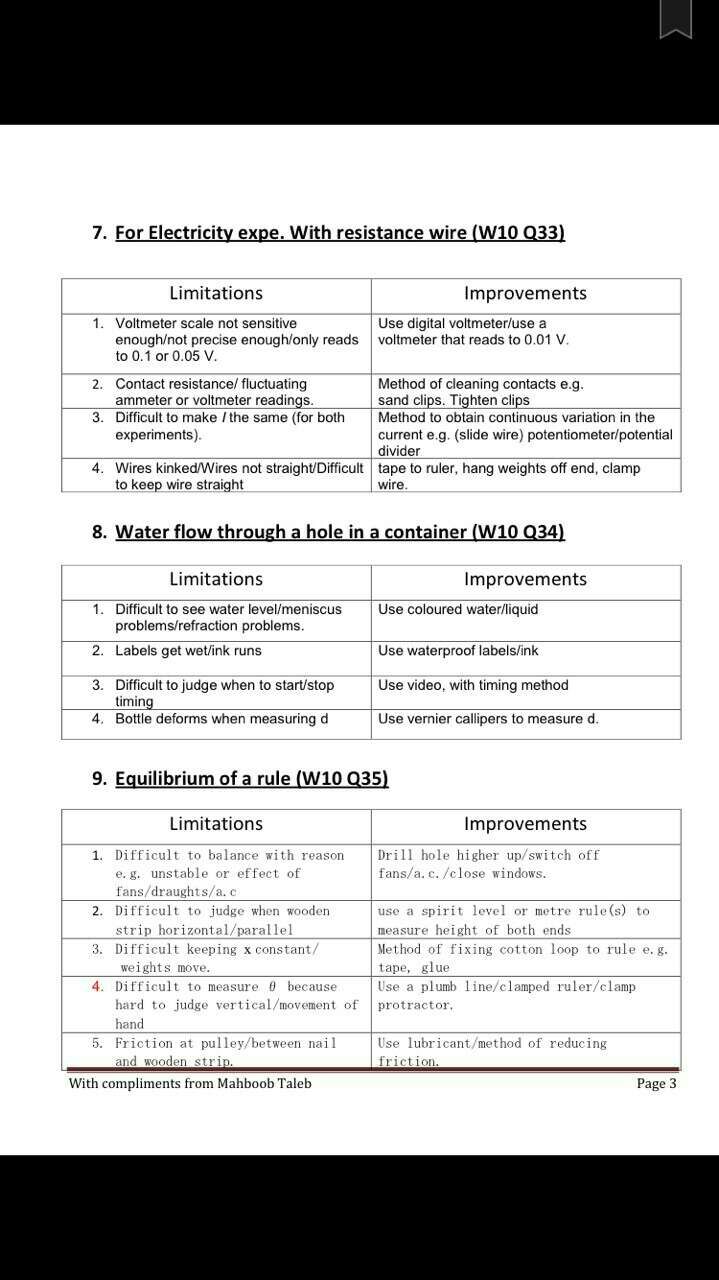 7. For Electricity expe. With resistance wire (W10 Q33)
Limitations
Improvements
1. Voltmeter scale not sensitive
enough/not precise enough/only reads
to 0.1 or 0.05 V.
Use digital voltmeter/use a
voltmeter that reads to 0.01 V.
2. Contact resistance/ fluctuating
ammeter or voltmeter readings.
Method of cleaning contacts e.g.
sand clips. Tighten clips
3. Difficult to make I the same (for both
experiments).
Method to obtain continuous variation in the
current e.g. (slide wire) potentiometer/potential
divider
4. Wires kinked/Wires not straight/Difficult
to keep wire straight
tape to ruler, hang weights off end, clamp
wire.
8. Water flow through a hole in a container (W10 Q34)
Limitations
Improvements
1. Difficult to see water level/meniscus
problems/refraction problems.
Use coloured water/liquid
2. Labels get wet/ink runs
Use waterproof labels/ink
3. Difficult to judge when to start/stop
timing
Use video, with timing method
4. Bottle deforms when measuring d
Use vernier callipers to measure d.
9. Equilibrium of a rule (W10 Q35)
Limitations
Improvements
1. Difficult to balance with reason
e.g. unstable or effect of
fans/draughts/a.c
Drill hole higher up/switch off
fans/a.c./close windows.
2. Difficult to judge when wooden
strip horizontal/parallel
use a spirit level or metre rule(s) to
measure height of both ends
3. Difficult keeping x constant/
weights move.
Method of fixing cotton loop to rule e.g.
tape, glue
4. Difficult to measure θ because
hard to judge vertical/movement of
hand
Use a plumb line/clamped ruler/clamp
protractor.
5. Friction at pulley/between nail
and wooden strip.
Use lubricant/method of reducing
friction.
With compliments from Mahboob Taleb
Page 3